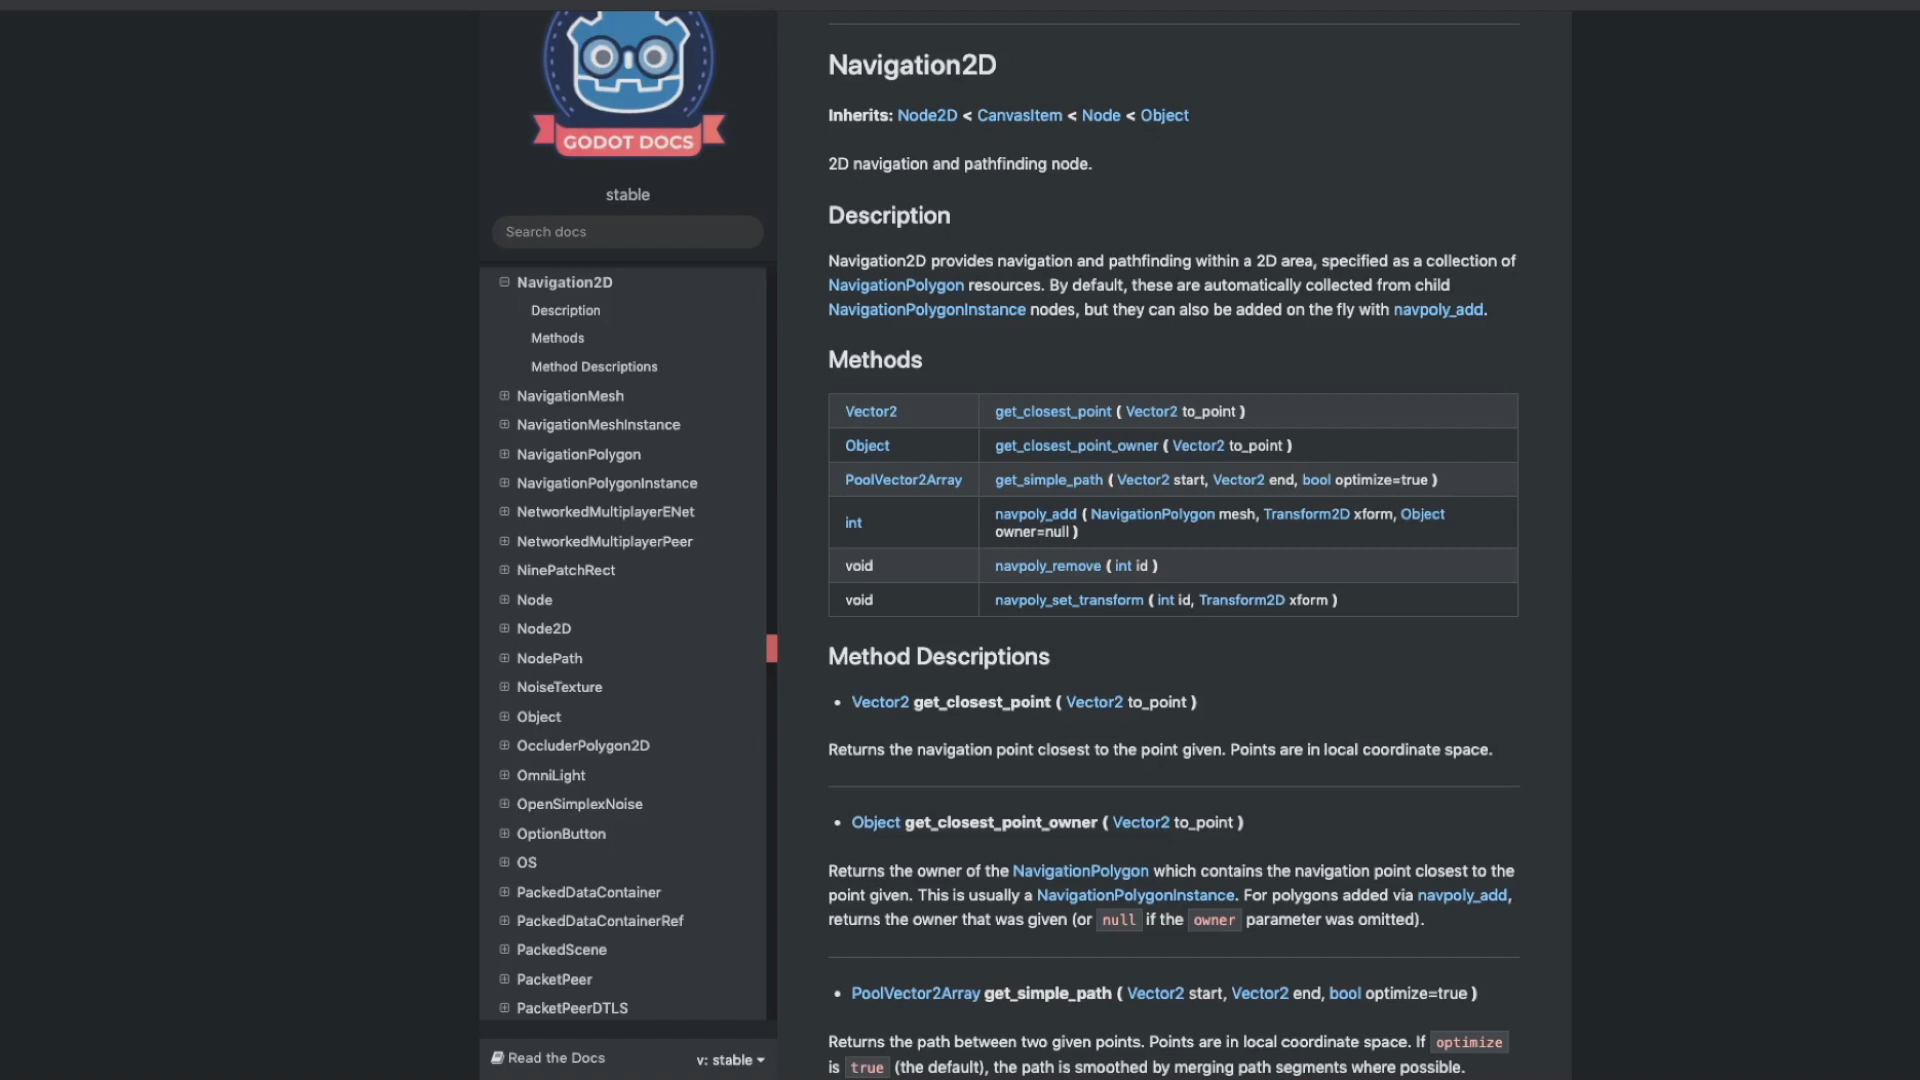 GODOT DOCS
stable
Search docs
Navigation2D
Description
Methods
Method Descriptions
NavigationMesh
NavigationMeshInstance
NavigationPolygon
NavigationPolygonInstance
NetworkedMultiplayerENet
NetworkedMultiplayerPeer
NinePatchRect
Node
Node2D
NodePath
NoiseTexture
Object
OccluderPolygon2D
OmniLight
OpenSimplexNoise
OptionButton
OS
PackedDataContainer
PackedDataContainerRef
PackedScene
PacketPeer
PacketPeerDTLS
Read the Docs v: stable
Navigation2D
Inherits: Node2D < CanvasItem < Node < Object
2D navigation and pathfinding node.
Description
Navigation2D provides navigation and pathfinding within a 2D area, specified as a collection of
NavigationPolygon resources. By default, these are automatically collected from child
NavigationPolygonInstance nodes, but they can also be added on the fly with navpoly_add.
Methods
Vector2 get_closest_point ( Vector2 to_point )
Object get_closest_point_owner ( Vector2 to_point )
PoolVector2Array get_simple_path ( Vector2 start, Vector2 end, bool optimize=true )
int navpoly_add ( NavigationPolygon mesh, Transform2D xform, Object
owner=null )
void navpoly_remove ( int id )
void navpoly_set_transform ( int id, Transform2D xform )
Method Descriptions
• Vector2 get_closest_point ( Vector2 to_point )
Returns the navigation point closest to the point given. Points are in local coordinate space.
• Object get_closest_point_owner ( Vector2 to_point )
Returns the owner of the NavigationPolygon which contains the navigation point closest to the
point given. This is usually a NavigationPolygonInstance. For polygons added via navpoly_add,
returns the owner that was given (or null if the owner parameter was omitted).
• PoolVector2Array get_simple_path ( Vector2 start, Vector2 end, bool optimize=true )
Returns the path between two given points. Points are in local coordinate space. If optimize
is true (the default), the path is smoothed by merging path segments where possible.